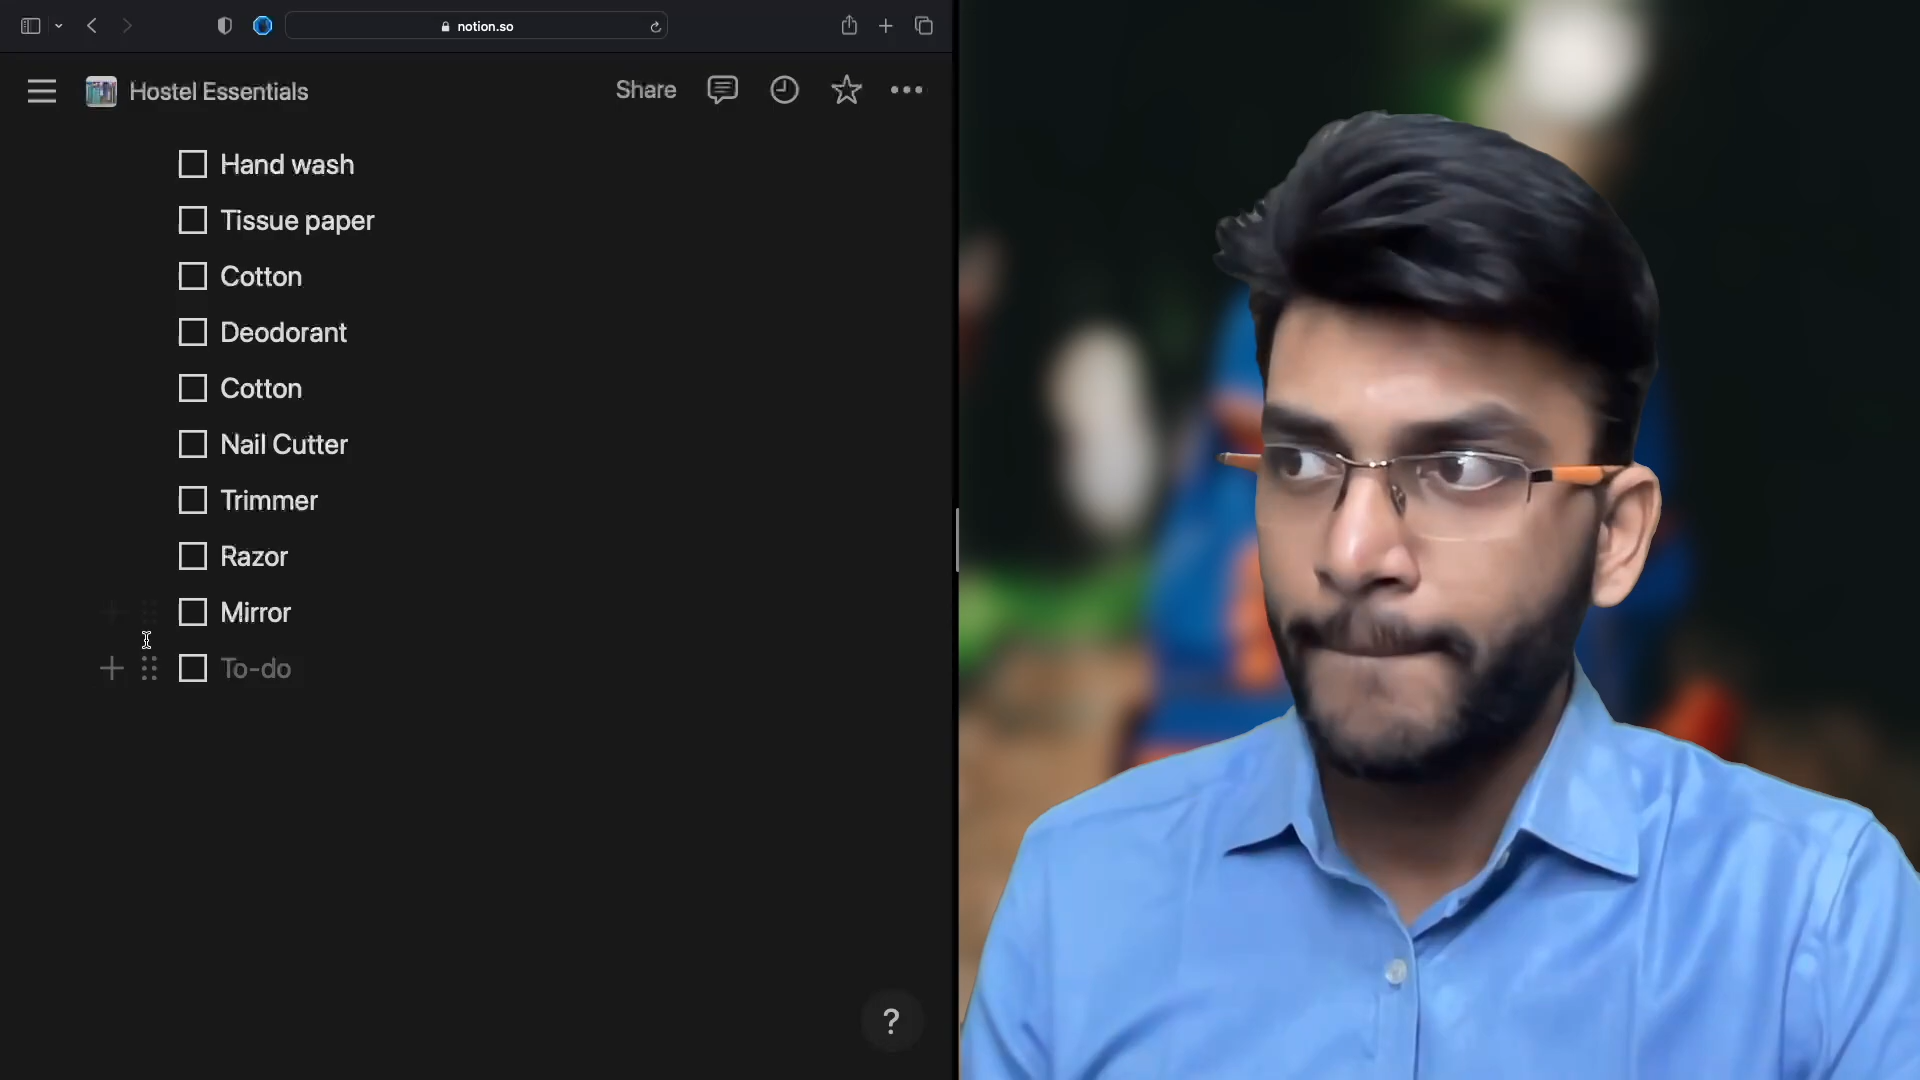 notion.so
Hostel Essentials
Share
Hand wash
Tissue paper
Cotton
Deodorant
Cotton
Nail Cutter
Trimmer
Razor
Mirror
To-do
?